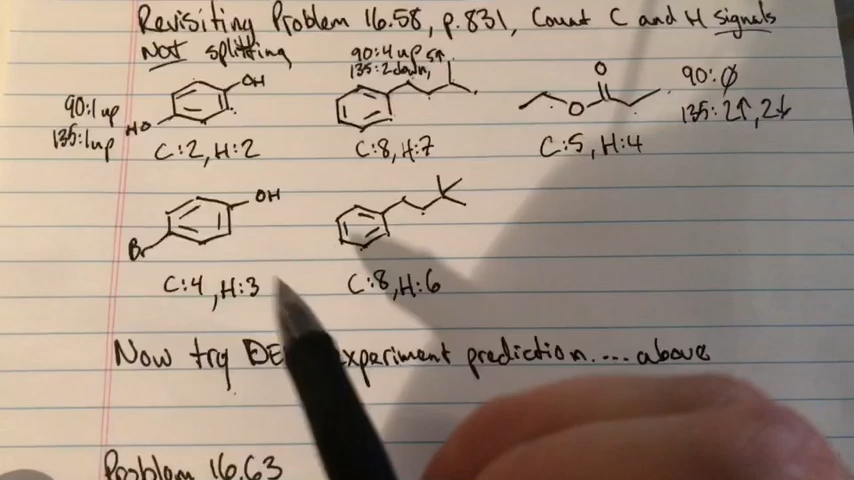 Revisiting Problem 16.58, p.831, Count C and H signals
Not splitting
90:4 up 5↑
135:2 down,
OH
O
90:∅
90:1 up
O
135:2↑,2↓
HO
135:1 up
C:2, H:2
C:8, H:7
C:5, H:4
OH
Br
C:4, H:3
C:8, H:6
Now try experiment prediction.... above
Problem 16.63